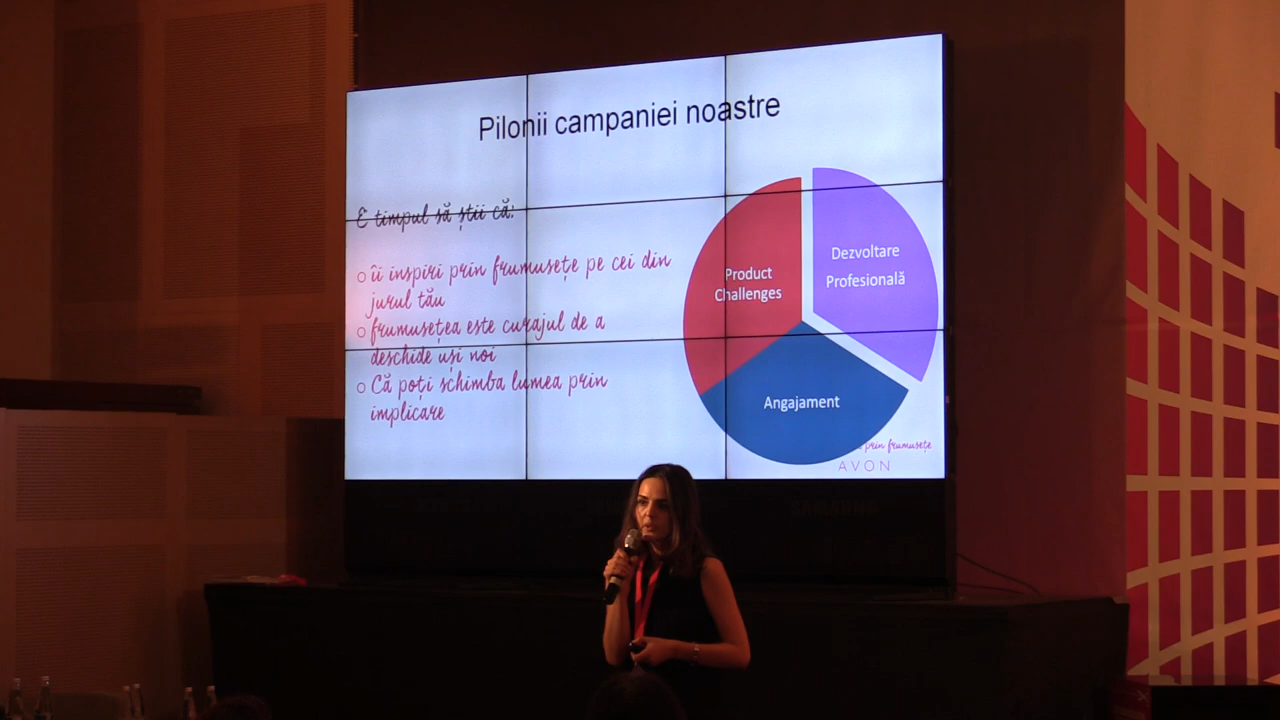 Pilonii campaniei noastre
E timpul să știi că:
îi inspiri prin frumusețe pe cei din
jurul tău
frumusețea este curajul de a
deschide uși noi
Că poți schimba lumea prin
implicare
Product
Challenges
Dezvoltare
Profesională
Angajament
prin frumusețe
AVON
SAMSUNG